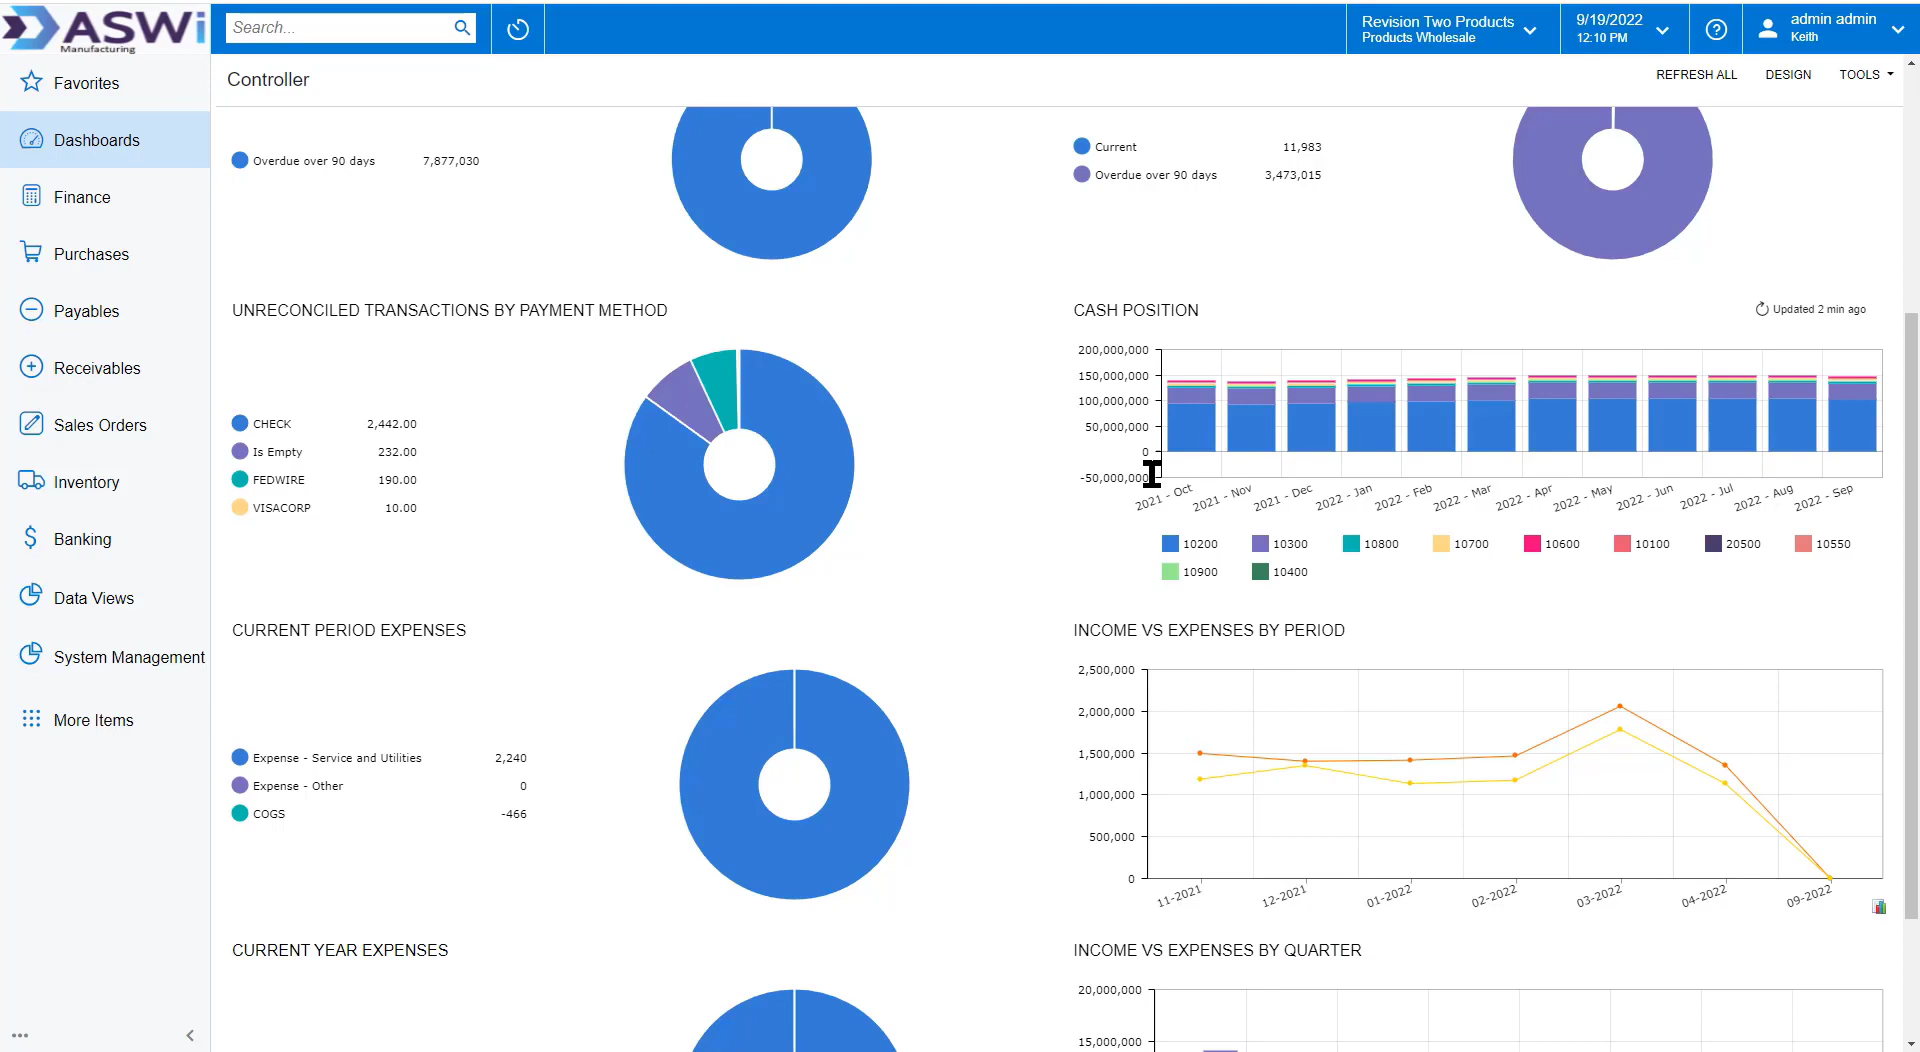 ASWi
Manufacturing
Search...
Revision Two Products
Products Wholesale
9/19/2022
12:10 PM
admin admin
Keith
Favorites
Dashboards
Finance
Purchases
Payables
Receivables
Sales Orders
Inventory
Banking
Data Views
System Management
More Items
Controller
REFRESH ALL
DESIGN
TOOLS
Overdue over 90 days 7,877,030
Current 11,983
Overdue over 90 days 3,473,015
UNRECONCILED TRANSACTIONS BY PAYMENT METHOD
CHECK 2,442.00
Is Empty 232.00
FEDWIRE 190.00
VISACORP 10.00
CASH POSITION
Updated 2 min ago
200,000,000
150,000,000
100,000,000
50,000,000
0
-50,000,000
2021 - Oct
2021 - Nov
2021 - Dec
2022 - Jan
2022 - Feb
2022 - Mar
2022 - Apr
2022 - May
2022 - Jun
2022 - Jul
2022 - Aug
2022 - Sep
10200 10300 10800 10700 10600 10100 20500 10550
10900 10400
CURRENT PERIOD EXPENSES
Expense - Service and Utilities 2,240
Expense - Other 0
COGS -466
INCOME VS EXPENSES BY PERIOD
2,500,000
2,000,000
1,500,000
1,000,000
500,000
0
11-2021
12-2021
01-2022
02-2022
03-2022
04-2022
09-2022
CURRENT YEAR EXPENSES
INCOME VS EXPENSES BY QUARTER
20,000,000
15,000,000